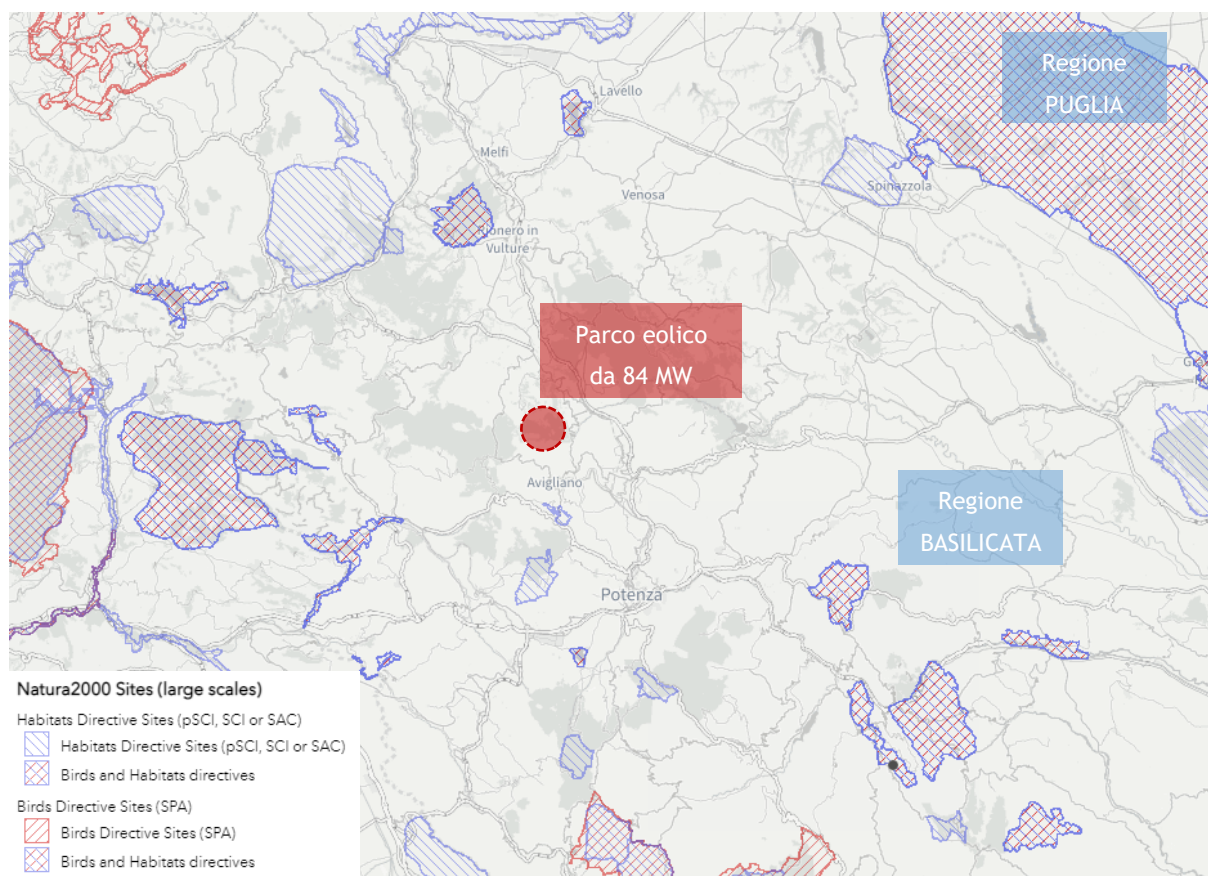 Regione
PUGLIA
Lavello
Melfi
Spinazzola
Venosa
Rionero in
Vulture
Parco eolico
da 84 MW
Avigliano
Regione
BASILICATA
Potenza
Natura2000 Sites (large scales)
Habitats Directive Sites (pSCI, SCI or SAC)
Habitats Directive Sites (pSCI, SCI or SAC)
Birds and Habitats directives
Birds Directive Sites (SPA)
Birds Directive Sites (SPA)
Birds and Habitats directives